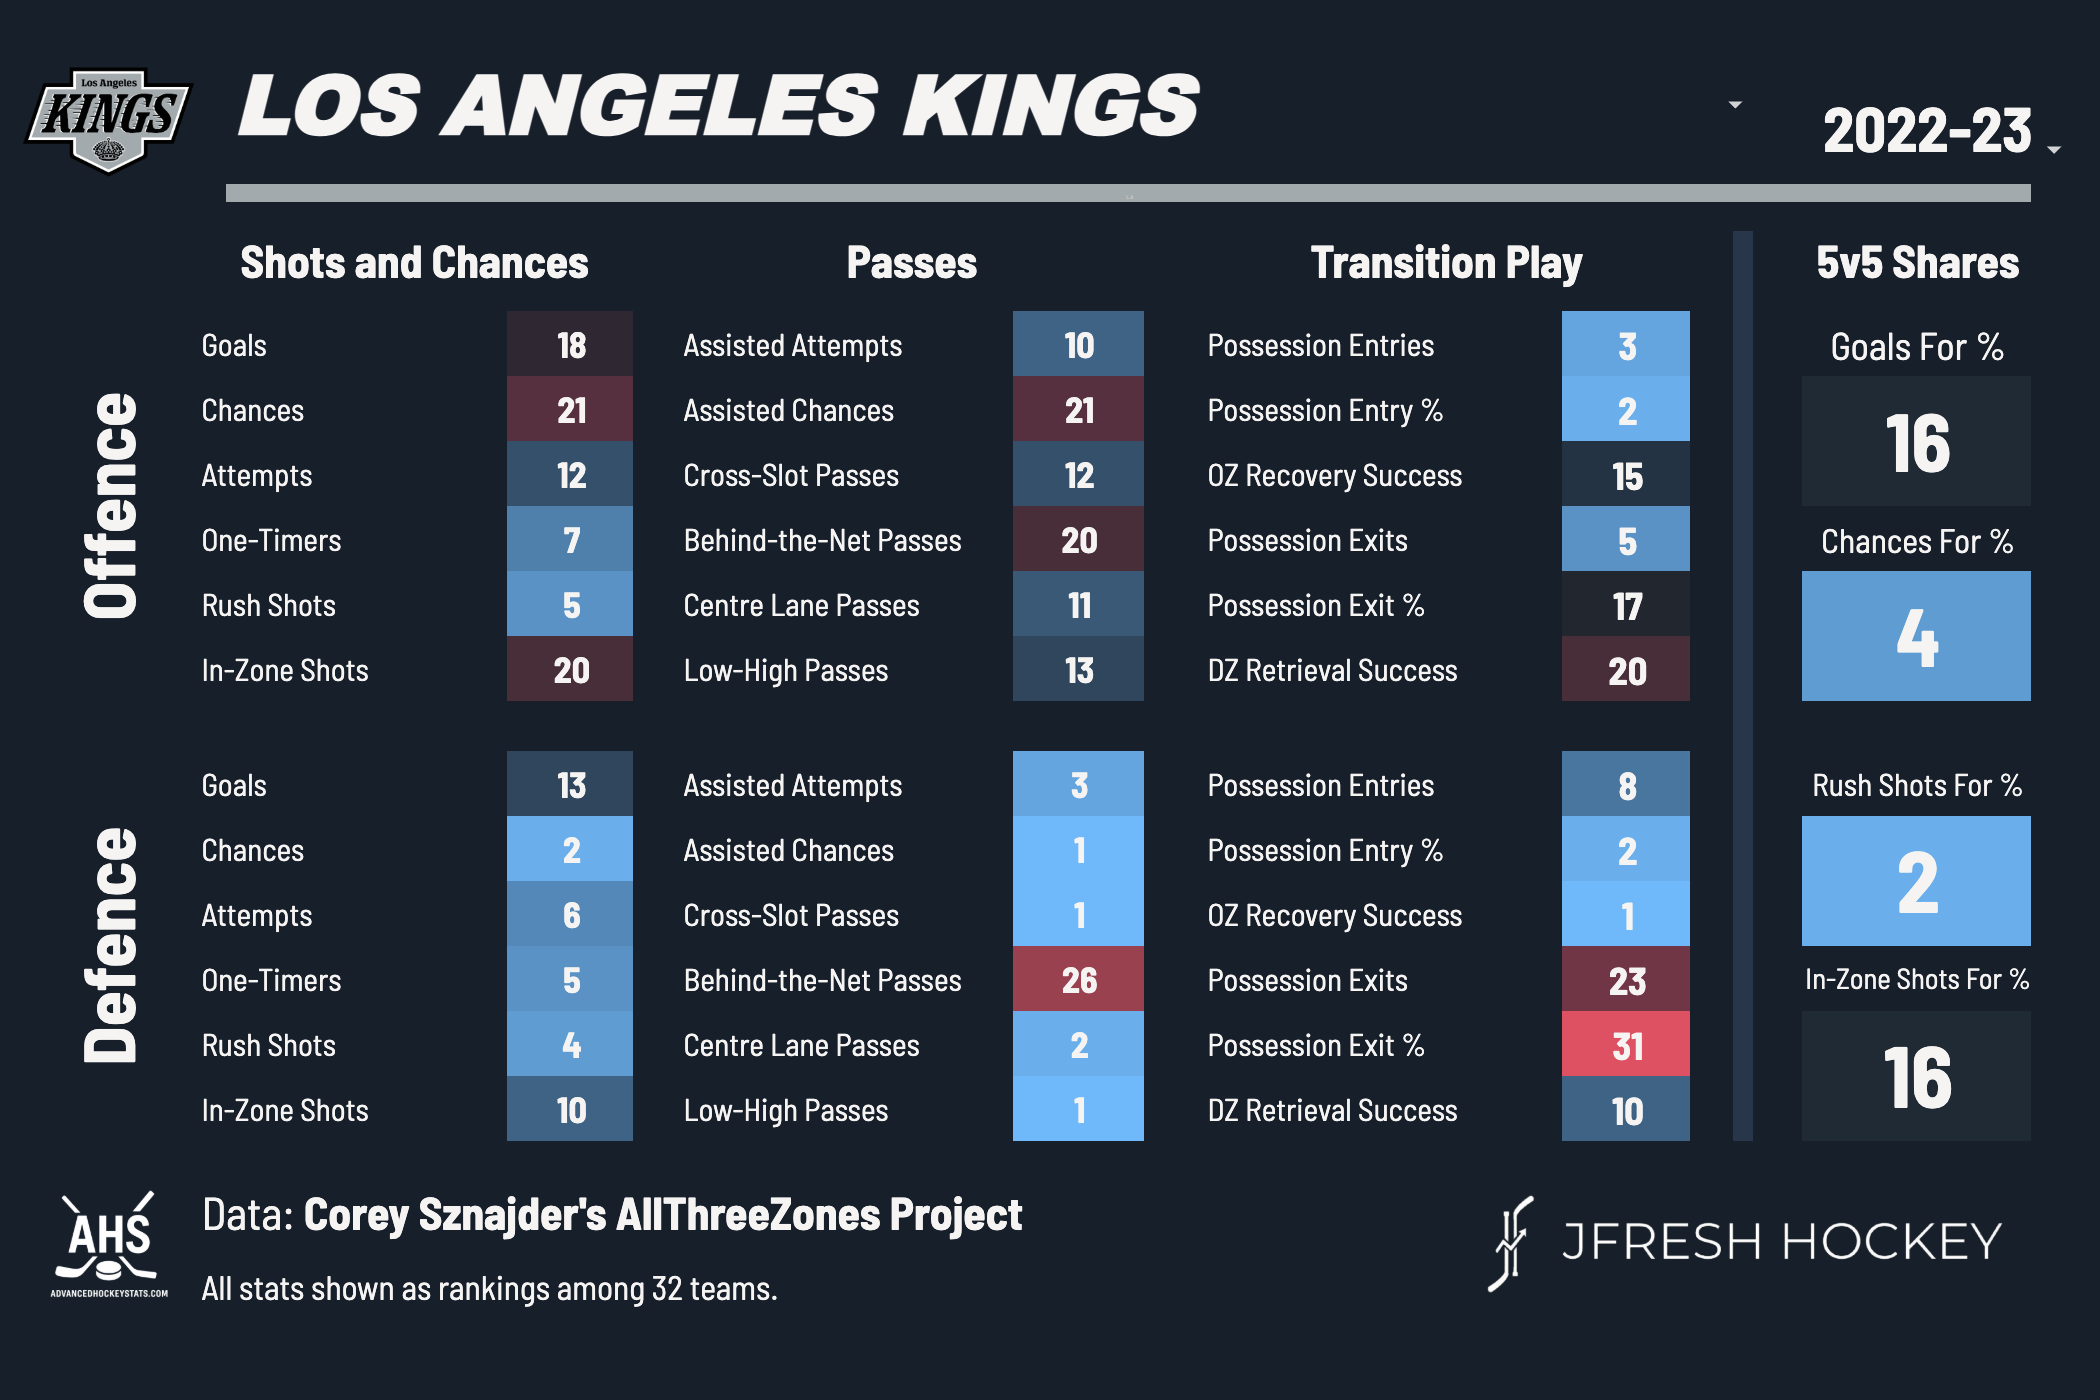 Los Angeles
KINGS
LOS ANGELES KINGS
2022-23
Shots and Chances
Passes
Transition Play
5v5 Shares
Offence
Goals 18
Chances 21
Attempts 12
One-Timers 7
Rush Shots 5
In-Zone Shots 20
Assisted Attempts 10
Assisted Chances 21
Cross-Slot Passes 12
Behind-the-Net Passes 20
Centre Lane Passes 11
Low-High Passes 13
Possession Entries 3
Possession Entry % 2
OZ Recovery Success 15
Possession Exits 5
Possession Exit % 17
DZ Retrieval Success 20
Goals For %
16
Chances For %
4
Defence
Goals 13
Chances 2
Attempts 6
One-Timers 5
Rush Shots 4
In-Zone Shots 10
Assisted Attempts 3
Assisted Chances 1
Cross-Slot Passes 1
Behind-the-Net Passes 26
Centre Lane Passes 2
Low-High Passes 1
Possession Entries 8
Possession Entry % 2
OZ Recovery Success 1
Possession Exits 23
Possession Exit % 31
DZ Retrieval Success 10
Rush Shots For %
2
In-Zone Shots For %
16
AHS
ADVANCEDHOCKEYSTATS.COM
Data: Corey Sznajder's AllThreeZones Project
All stats shown as rankings among 32 teams.
JFRESH HOCKEY